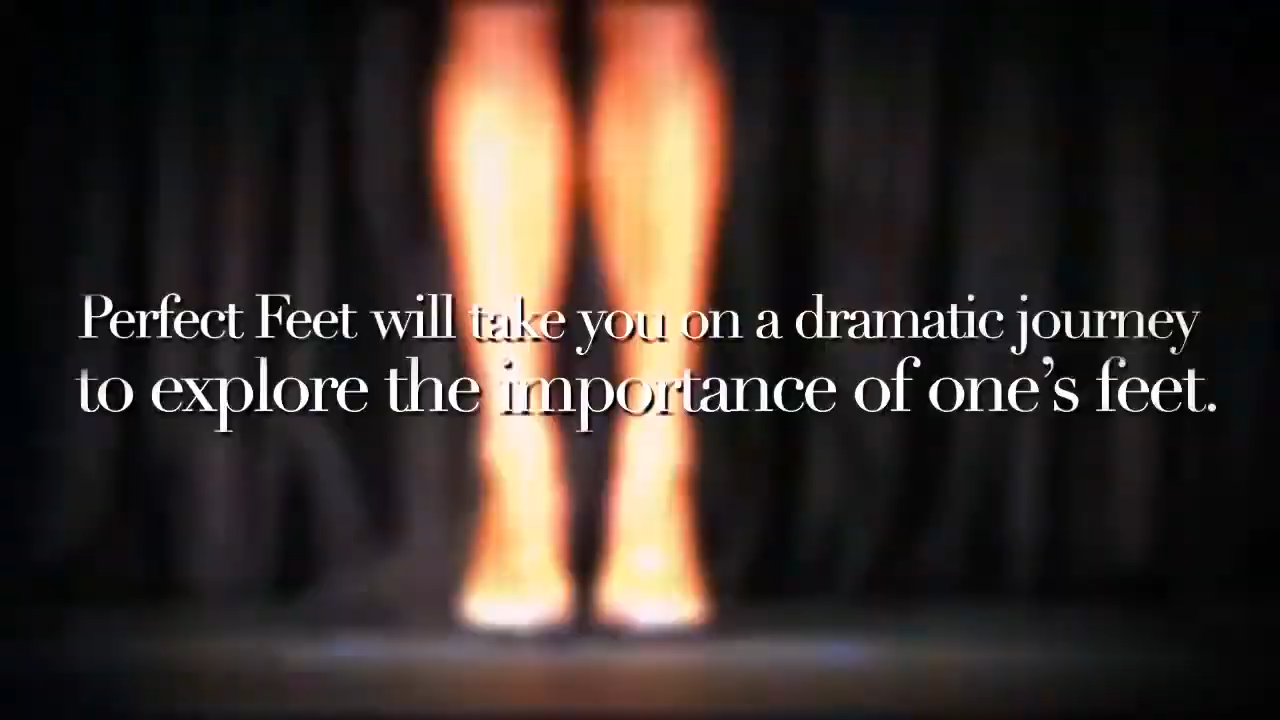 Perfect Feet will take you on a dramatic journey
to explore the importance of one's feet.